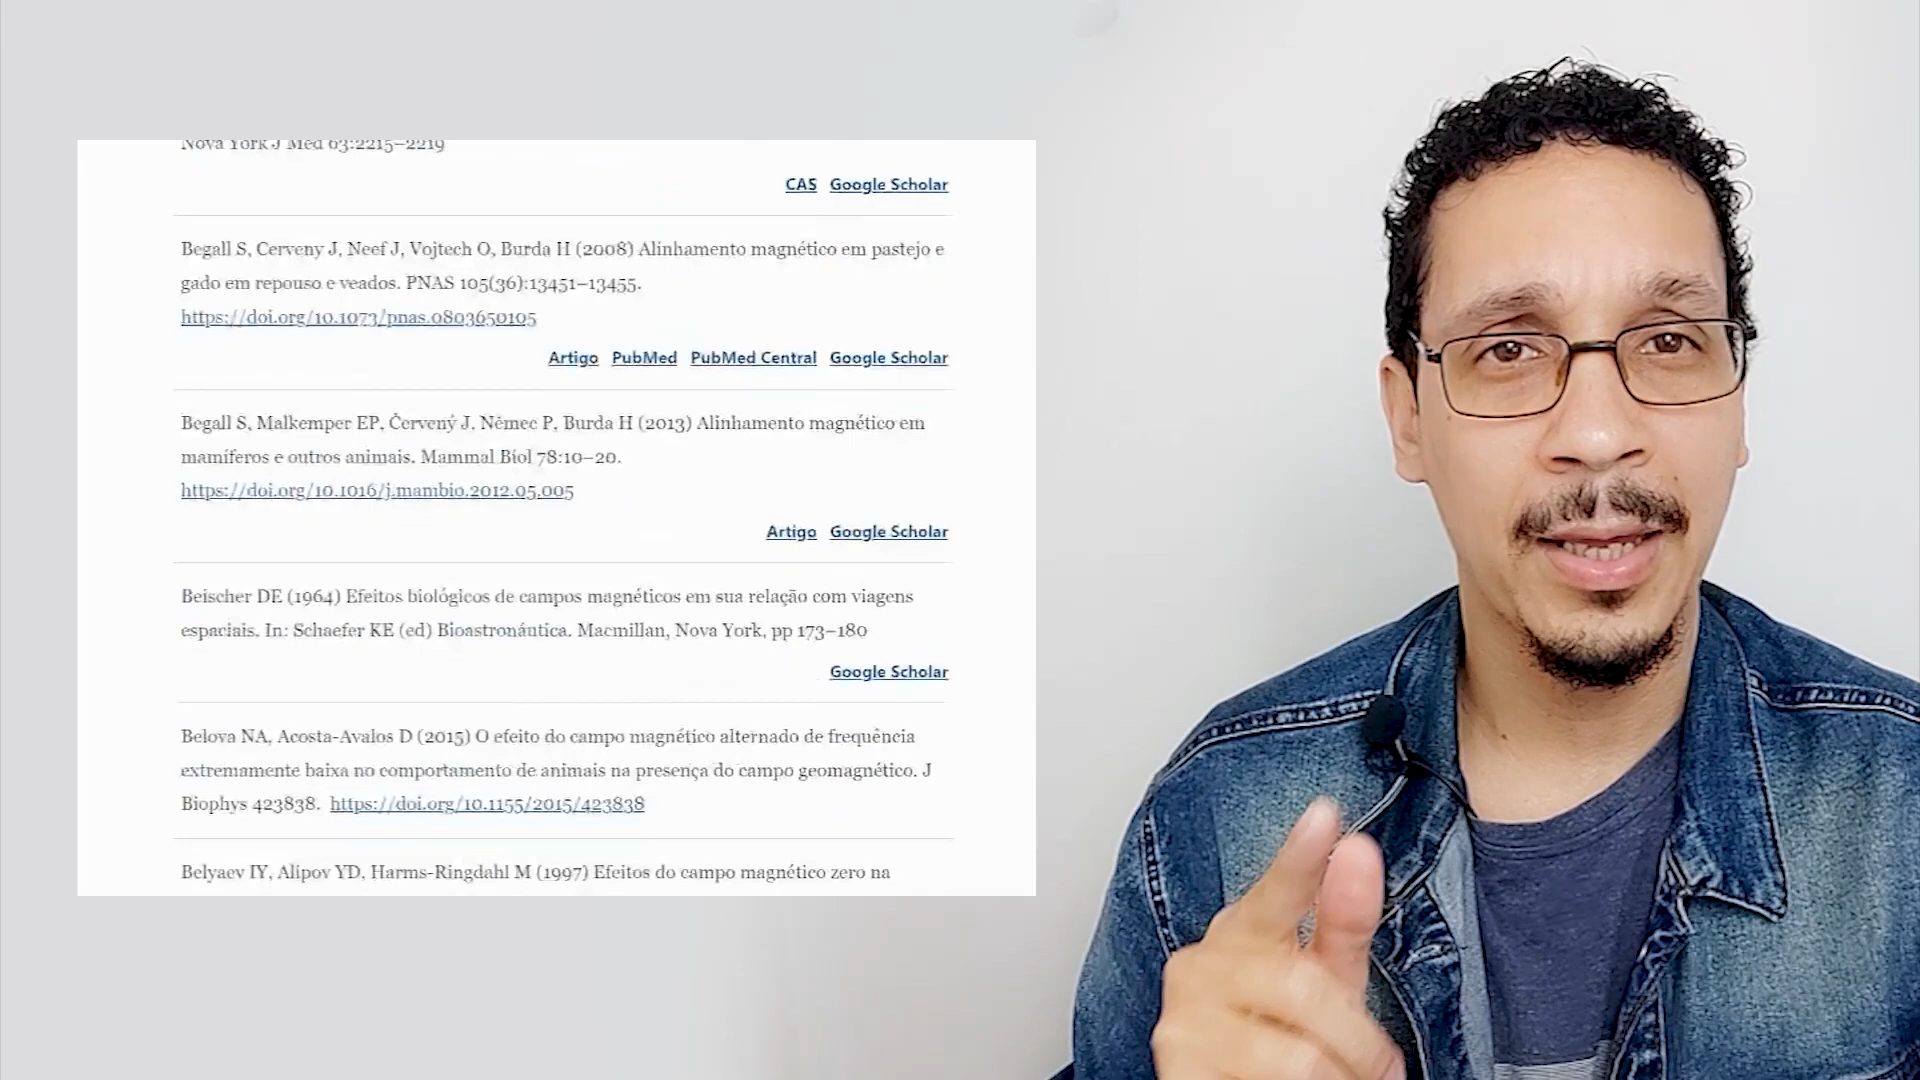 Nova York J Med 63:2215–2219
CAS Google Scholar
Begall S, Cerveny J, Neef J, Vojtech O, Burda H (2008) Alinhamento magnético em pastejo e
gado em repouso e veados. PNAS 105(36):13451–13455.
https://doi.org/10.1073/pnas.0803650105
Artigo PubMed PubMed Central Google Scholar
Begall S, Malkemper EP, Červený J, Němec P, Burda H (2013) Alinhamento magnético em
mamíferos e outros animais. Mammal Biol 78:10–20.
https://doi.org/10.1016/j.mambio.2012.05.005
Artigo Google Scholar
Beischer DE (1964) Efeitos biológicos de campos magnéticos em sua relação com viagens
espaciais. In: Schaefer KE (ed) Bioastronáutica. Macmillan, Nova York, pp 173–180
Google Scholar
Belova NA, Acosta-Avalos D (2015) O efeito do campo magnético alternado de frequência
extremamente baixa no comportamento de animais na presença do campo geomagnético. J
Biophys 423838. https://doi.org/10.1155/2015/423838
Belyaev IY, Alipov YD, Harms-Ringdahl M (1997) Efeitos do campo magnético zero na